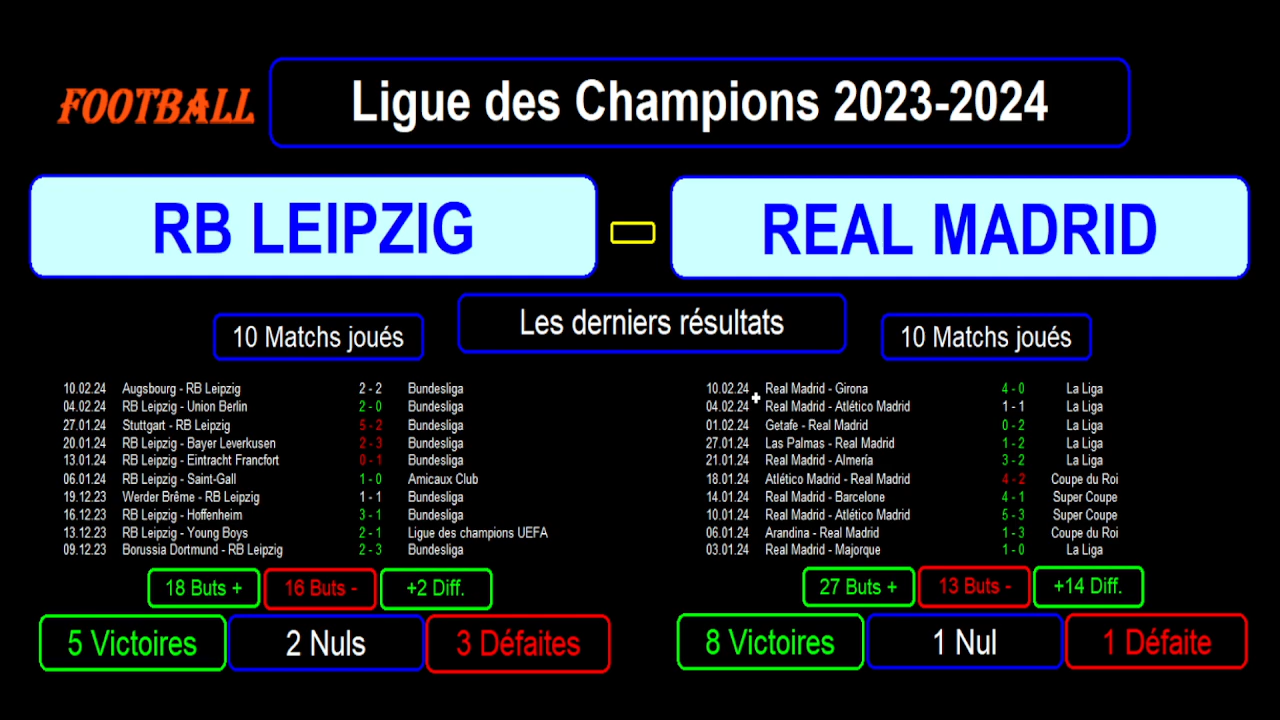 FOOTBALL
Ligue des Champions 2023-2024
RB LEIPZIG
REAL MADRID
Les derniers résultats
10 Matchs joués
10 Matchs joués
10.02.24 Augsbourg - RB Leipzig 2 - 2 Bundesliga
04.02.24 RB Leipzig - Union Berlin 2 - 0 Bundesliga
27.01.24 Stuttgart - RB Leipzig 5 - 2 Bundesliga
20.01.24 RB Leipzig - Bayer Leverkusen 2 - 3 Bundesliga
13.01.24 RB Leipzig - Eintracht Francfort 0 - 1 Bundesliga
06.01.24 RB Leipzig - Saint-Gall 1 - 0 Amicaux Club
19.12.23 Werder Brême - RB Leipzig 1 - 1 Bundesliga
16.12.23 RB Leipzig - Hoffenheim 3 - 1 Bundesliga
13.12.23 RB Leipzig - Young Boys 2 - 1 Ligue des champions UEFA
09.12.23 Borussia Dortmund - RB Leipzig 2 - 3 Bundesliga
18 Buts + 16 Buts - +2 Diff.
5 Victoires 2 Nuls 3 Défaites
10.02.24 Real Madrid - Girona 4 - 0 La Liga
04.02.24 Real Madrid - Atlético Madrid 1 - 1 La Liga
01.02.24 Getafe - Real Madrid 0 - 2 La Liga
27.01.24 Las Palmas - Real Madrid 1 - 2 La Liga
21.01.24 Real Madrid - Almería 3 - 2 La Liga
18.01.24 Atlético Madrid - Real Madrid 4 - 2 Coupe du Roi
14.01.24 Real Madrid - Barcelone 4 - 1 Super Coupe
10.01.24 Real Madrid - Atlético Madrid 5 - 3 Super Coupe
06.01.24 Arandina - Real Madrid 1 - 3 Coupe du Roi
03.01.24 Real Madrid - Majorque 1 - 0 La Liga
27 Buts + 13 Buts - +14 Diff.
8 Victoires 1 Nul 1 Défaite